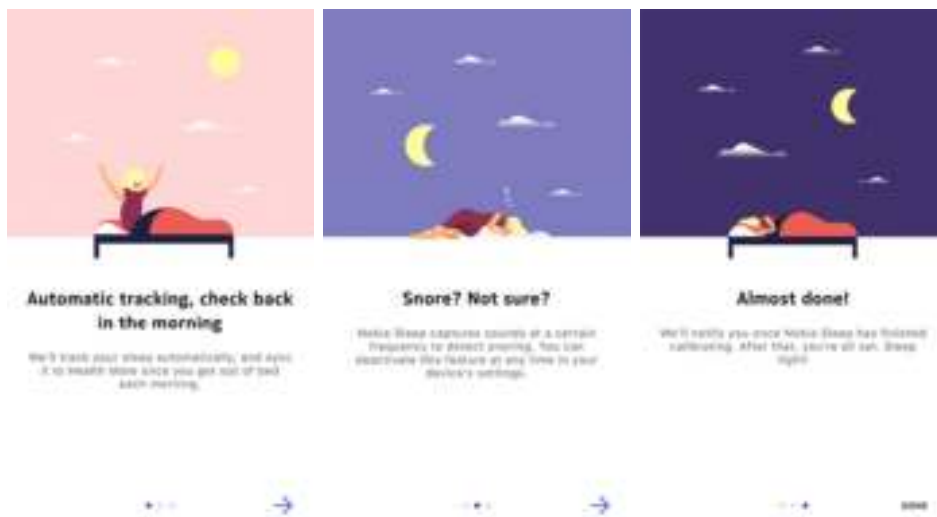 Automatic tracking, check back
in the morning
We'll track your sleep automatically, and sync
it to Health Mate once you get out of bed
each morning.
Snore? Not sure?
Nokia Sleep captures sounds at a certain
frequency to detect snoring. You can
deactivate this feature at any time in your
device's settings.
Almost done!
We'll notify you once Nokia Sleep has finished
calibrating. After that, you're all set. Sleep
tight!
DONE